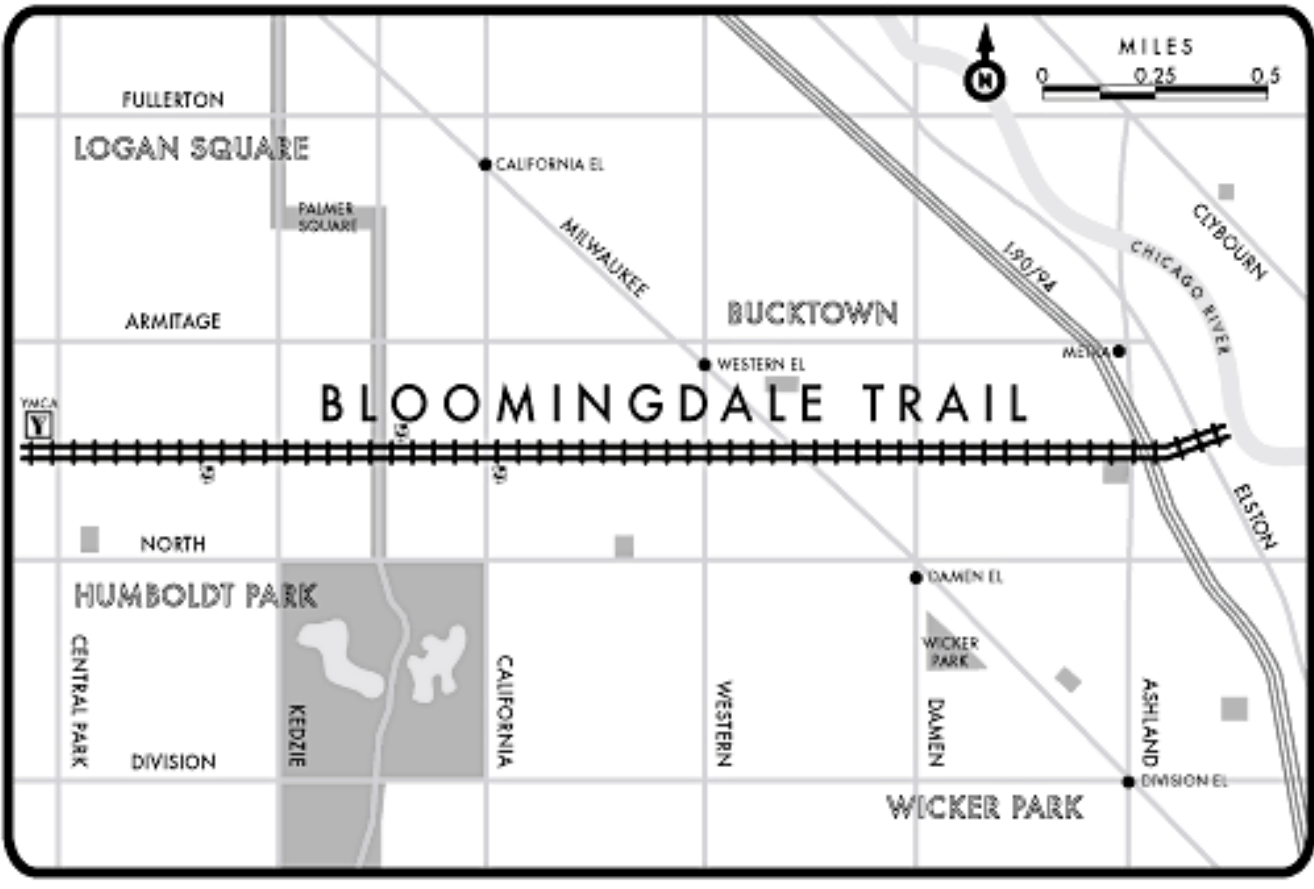 MILES
0 0.25 0.5
N
FULLERTON
LOGAN SQUARE
CALIFORNIA EL
PALMER
SQUARE
MILWAUKEE
CLYBOURN
I-90/94
CHICAGO RIVER
ARMITAGE
BUCKTOWN
METRA
WESTERN EL
BLOOMINGDALE TRAIL
YMCA
Y
ELSTON
NORTH
DAMEN EL
HUMBOLDT PARK
WICKER
PARK
CENTRAL PARK
KEDZIE
CALIFORNIA
WESTERN
DAMEN
ASHLAND
DIVISION
DIVISION EL
WICKER PARK